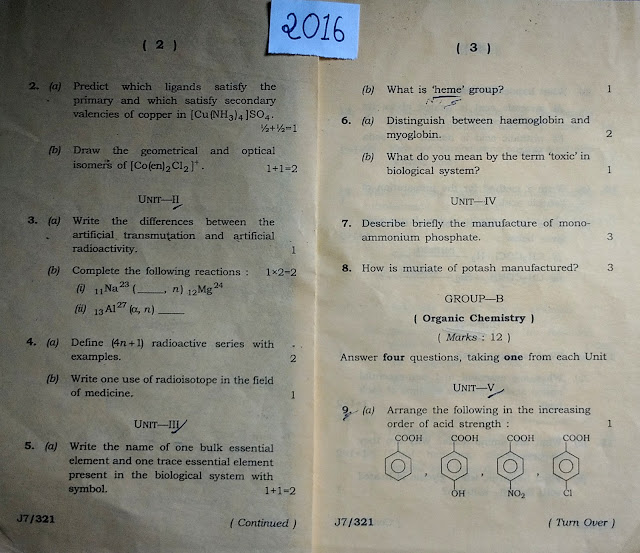 2016
( 2 )
2. (a) Predict which ligands satisfy the
primary and which satisfy secondary
valencies of copper in [Cu(NH₃)₄]SO₄.
½+½=1
(b) Draw the geometrical and optical
isomers of [Co(en)₂Cl₂]⁺. 1+1=2
UNIT—II
3. (a) Write the differences between the
artificial transmutation and artificial
radioactivity. 1
(b) Complete the following reactions : 1×2=2
(i) ₁₁Na²³ (____, n) ₁₂Mg²⁴
(ii) ₁₃Al²⁷ (α, n) ____
4. (a) Define (4n+1) radioactive series with
examples. 2
(b) Write one use of radioisotope in the field
of medicine. 1
UNIT—III
5. (a) Write the name of one bulk essential
element and one trace essential element
present in the biological system with
symbol. 1+1=2
J7/321 ( Continued )
( 3 )
(b) What is ‘heme’ group? 1
6. (a) Distinguish between haemoglobin and
myoglobin. 2
(b) What do you mean by the term ‘toxic’ in
biological system? 1
UNIT—IV
7. Describe briefly the manufacture of mono-
ammonium phosphate. 3
8. How is muriate of potash manufactured? 3
GROUP—B
( Organic Chemistry )
( Marks : 12 )
Answer four questions, taking one from each Unit
UNIT—V
9. (a) Arrange the following in the increasing
order of acid strength : 1
COOH COOH COOH COOH
, , ,
OH NO₂ Cl
J7/321 ( Turn Over )